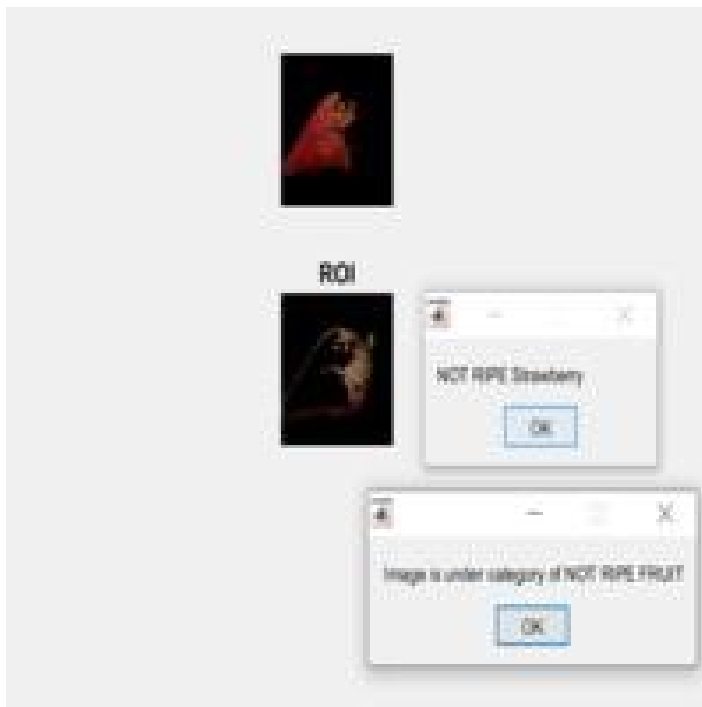 ROI
NOT RIPE Strawberry
OK
Image is under category of NOT RIPE FRUIT
OK